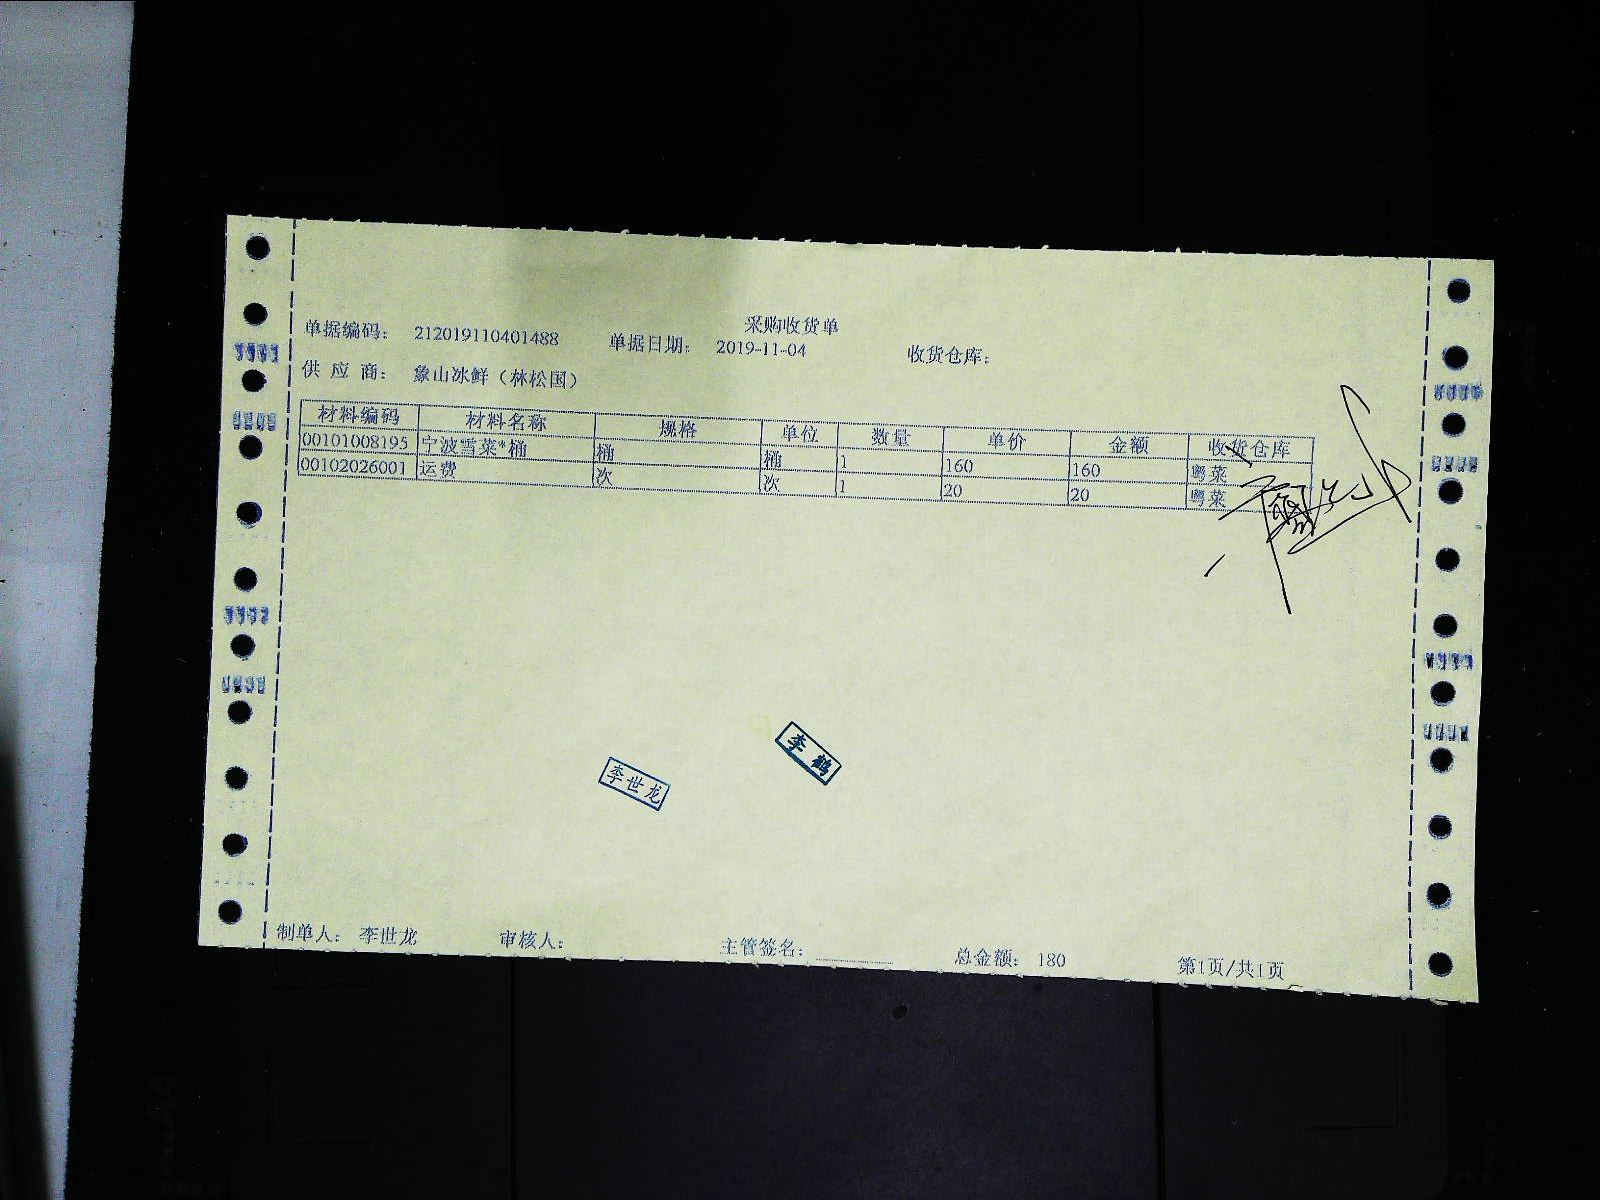 采购收货单
单据编码： 212019110401488 单据日期： 2019-11-04 收货仓库：
供 应 商： 象山冰鲜（林松国）
材料编码 材料名称 规格 单位 数量 单价 金额 收货仓库
00101008195 宁波雪菜*桶 桶 桶 1 160 160 粤菜
00102026001 运费 次 次 1 20 20 粤菜
李鹤
李世龙
制单人： 李世龙 审核人： 主管签名： 总金额： 180 第1页/共1页